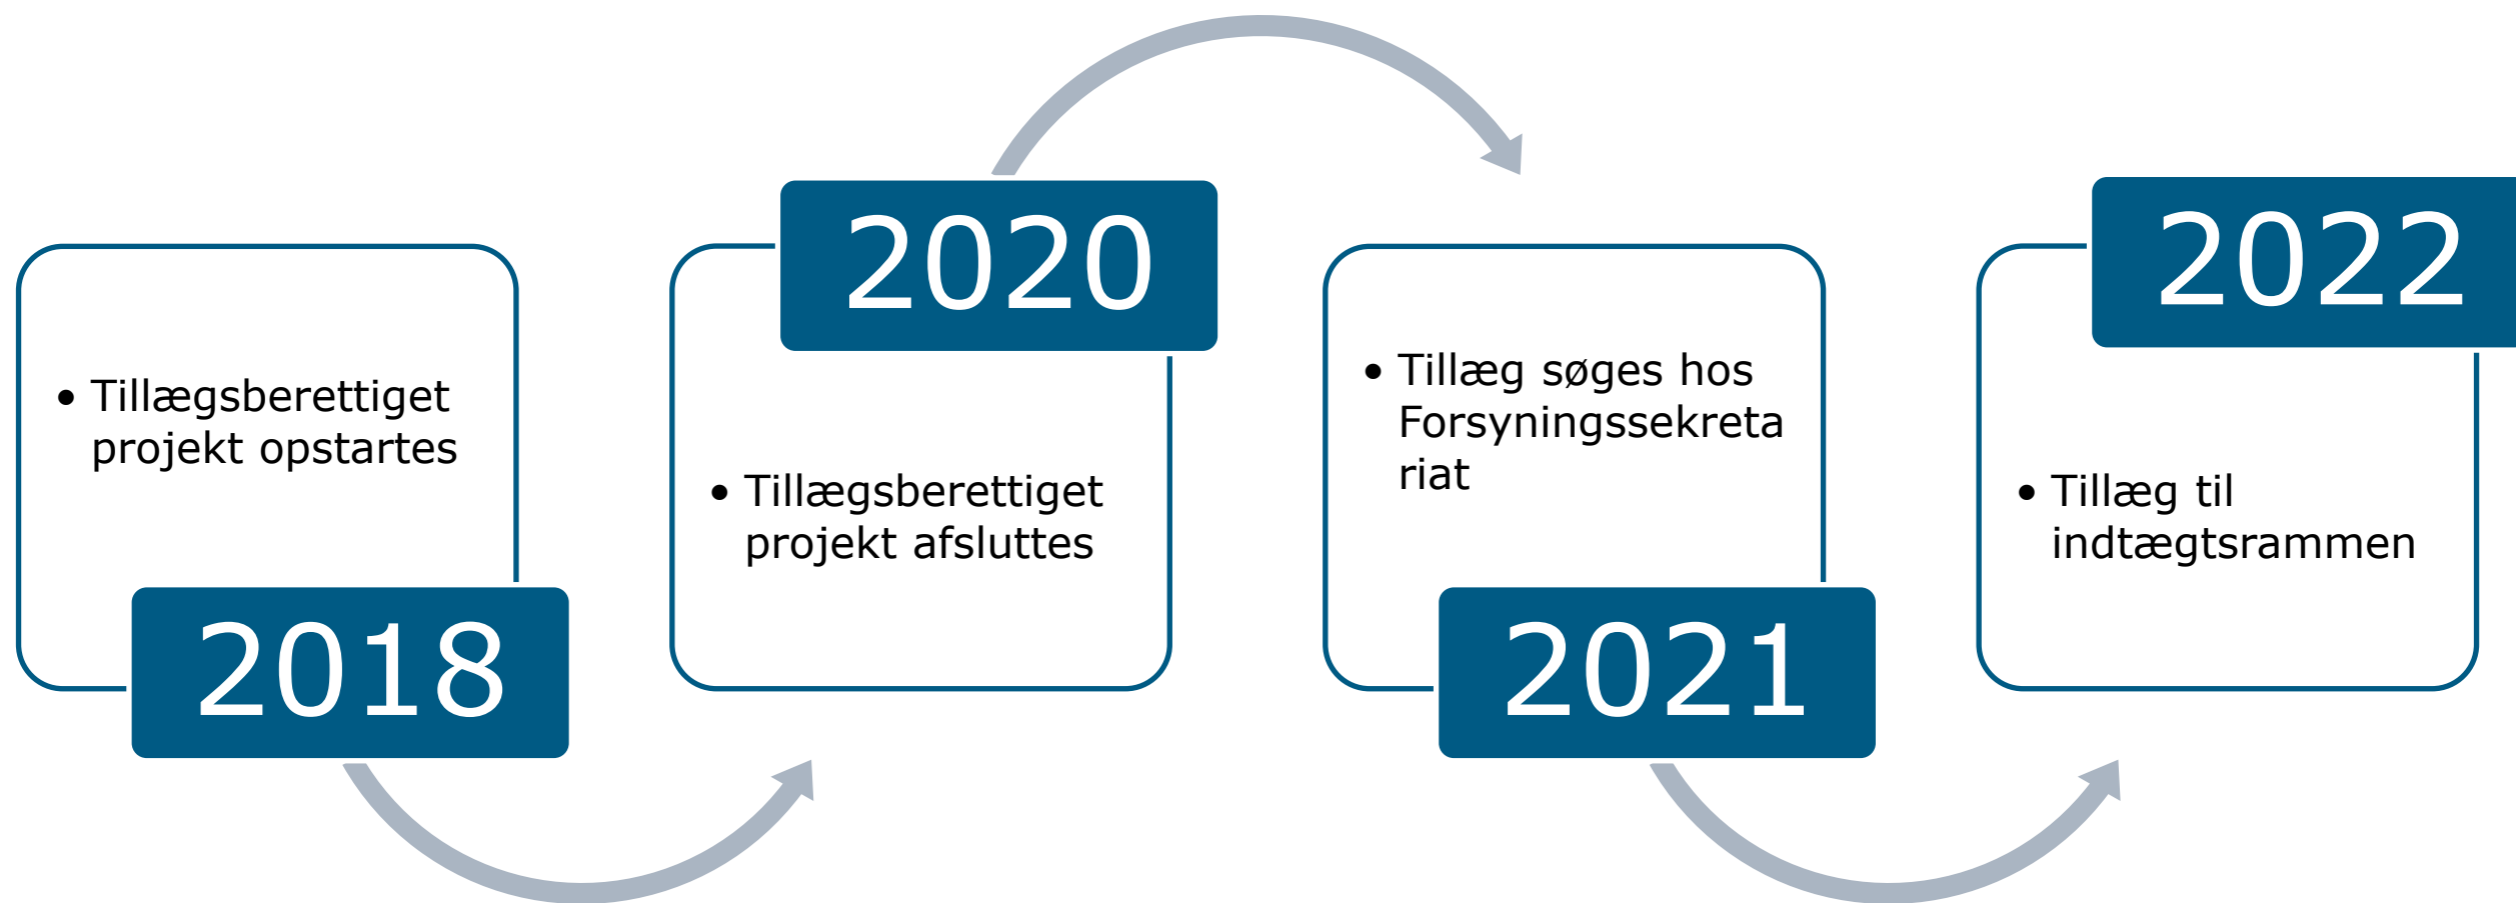 • Tillægsberettiget
projekt opstartes
2018
2020
• Tillægsberettiget
projekt afsluttes
• Tillæg søges hos
Forsyningssekreta
riat
2021
2022
• Tillæg til
indtægtsrammen